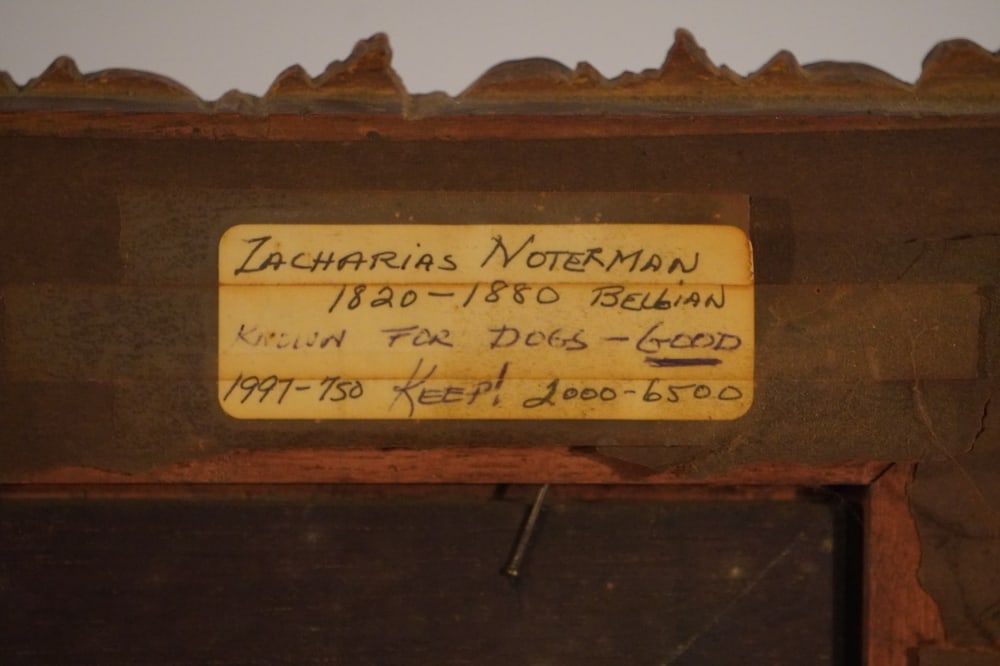 Zacharias Noterman
1820-1880 Belgian
Known for Dogs - Good
1997-750 Keep! 2000-6500